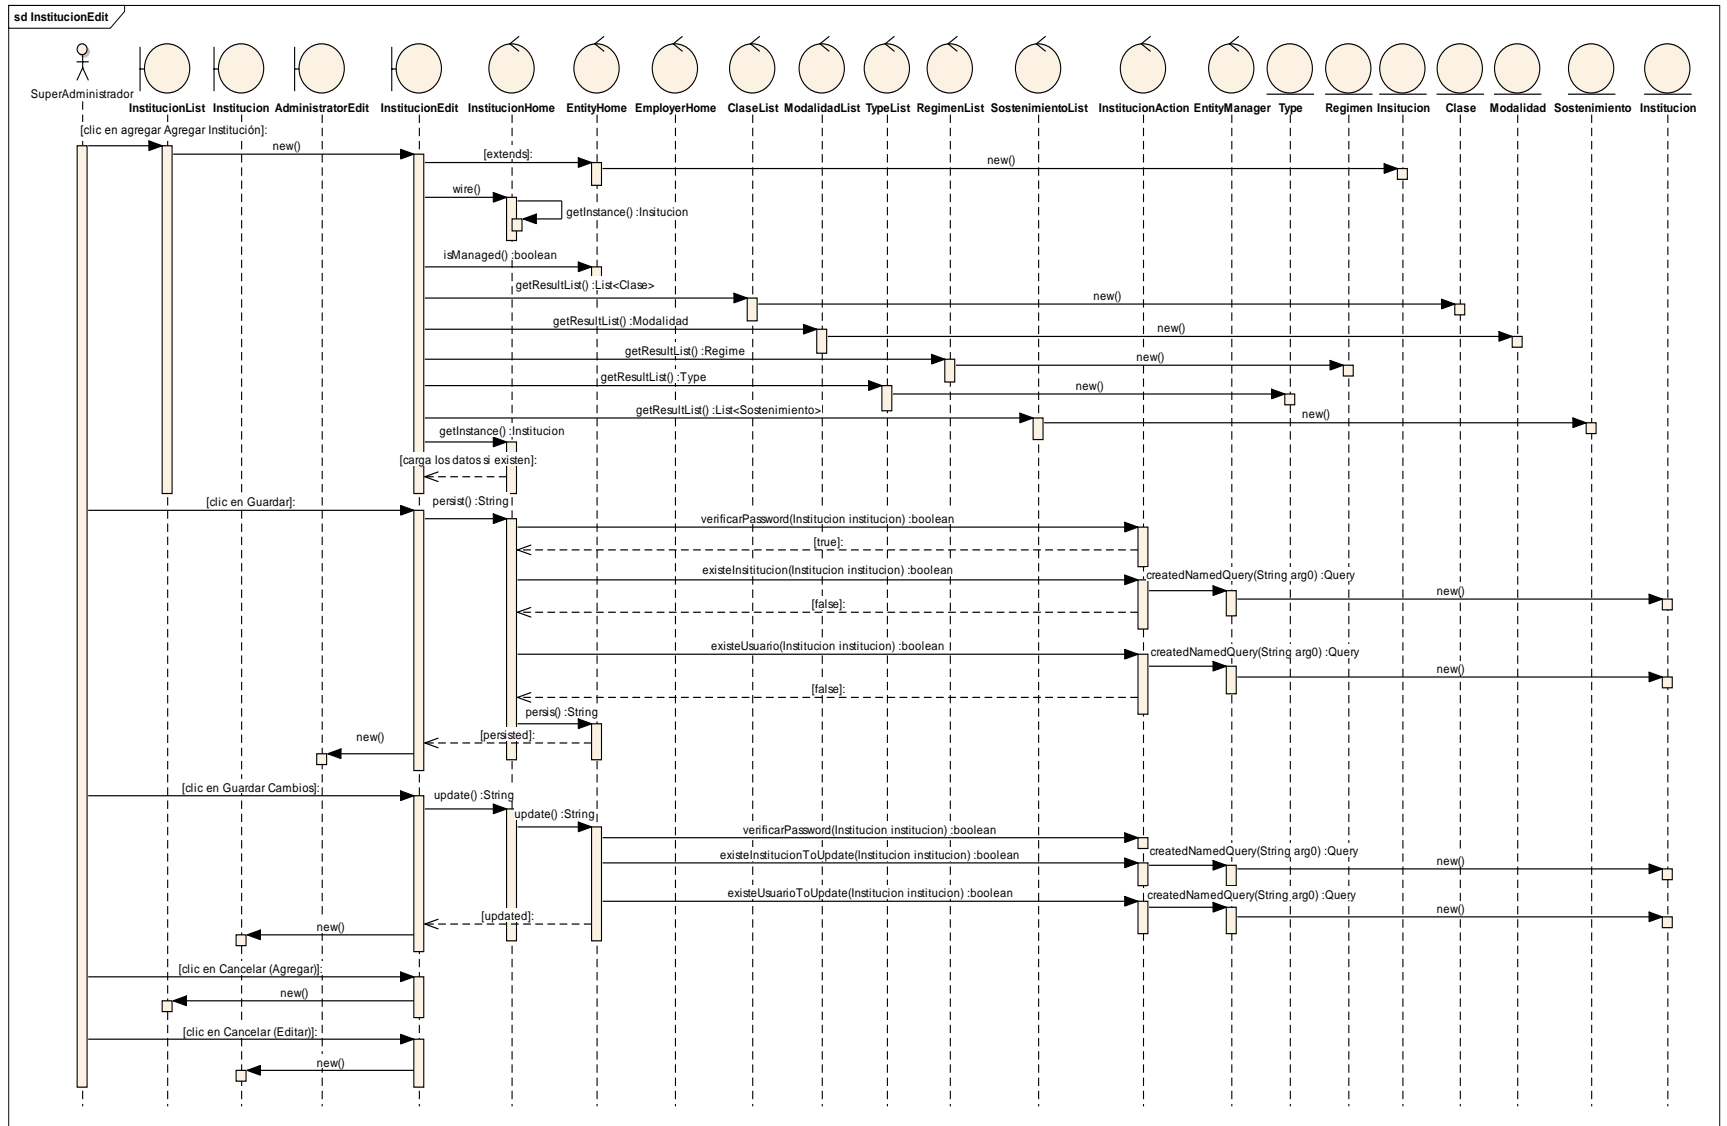 sd InstitucionEdit
SuperAdministrador
InstitucionList
Institucion
AdministratorEdit
InstitucionEdit
InstitucionHome
EntityHome
EmployerHome
ClaseList
ModalidadList
TypeList
RegimenList
SostenimientoList
InstitucionAction
EntityManager
Type
Regimen
Insitucion
Clase
Modalidad
Sostenimiento
Institucion
[clic en agregar Agregar Institución]:
new()
[extends]:
new()
wire()
getInstance() :Insitucion
isManaged() :boolean
getResultList() :List<Clase>
new()
getResultList() :Modalidad
new()
getResultList() :Regime
new()
getResultList() :Type
new()
getResultList() :List<Sostenimiento>
new()
getInstance() :Institucion
[carga los datos si existen]:
[clic en Guardar]:
persist() :String
verificarPassword(Institucion institucion) :boolean
[true]:
existeInsititucion(Institucion institucion) :boolean
createdNamedQuery(String arg0) :Query
new()
[false]:
existeUsuario(Institucion institucion) :boolean
createdNamedQuery(String arg0) :Query
new()
[false]:
persis() :String
[persisted]:
new()
[clic en Guardar Cambios]:
update() :String
update() :String
verificarPassword(Institucion institucion) :boolean
existeInstitucionToUpdate(Institucion institucion) :boolean
createdNamedQuery(String arg0) :Query
new()
existeUsuarioToUpdate(Institucion institucion) :boolean
createdNamedQuery(String arg0) :Query
new()
[updated]:
new()
[clic en Cancelar (Agregar)]:
new()
[clic en Cancelar (Editar)]:
new()